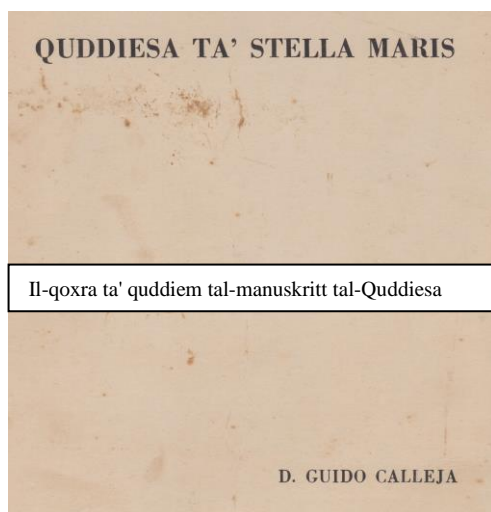 QUDDIESA TA' STELLA MARIS
Il-qoxra ta' quddiem tal-manuskritt tal-Quddiesa
D. GUIDO CALLEJA